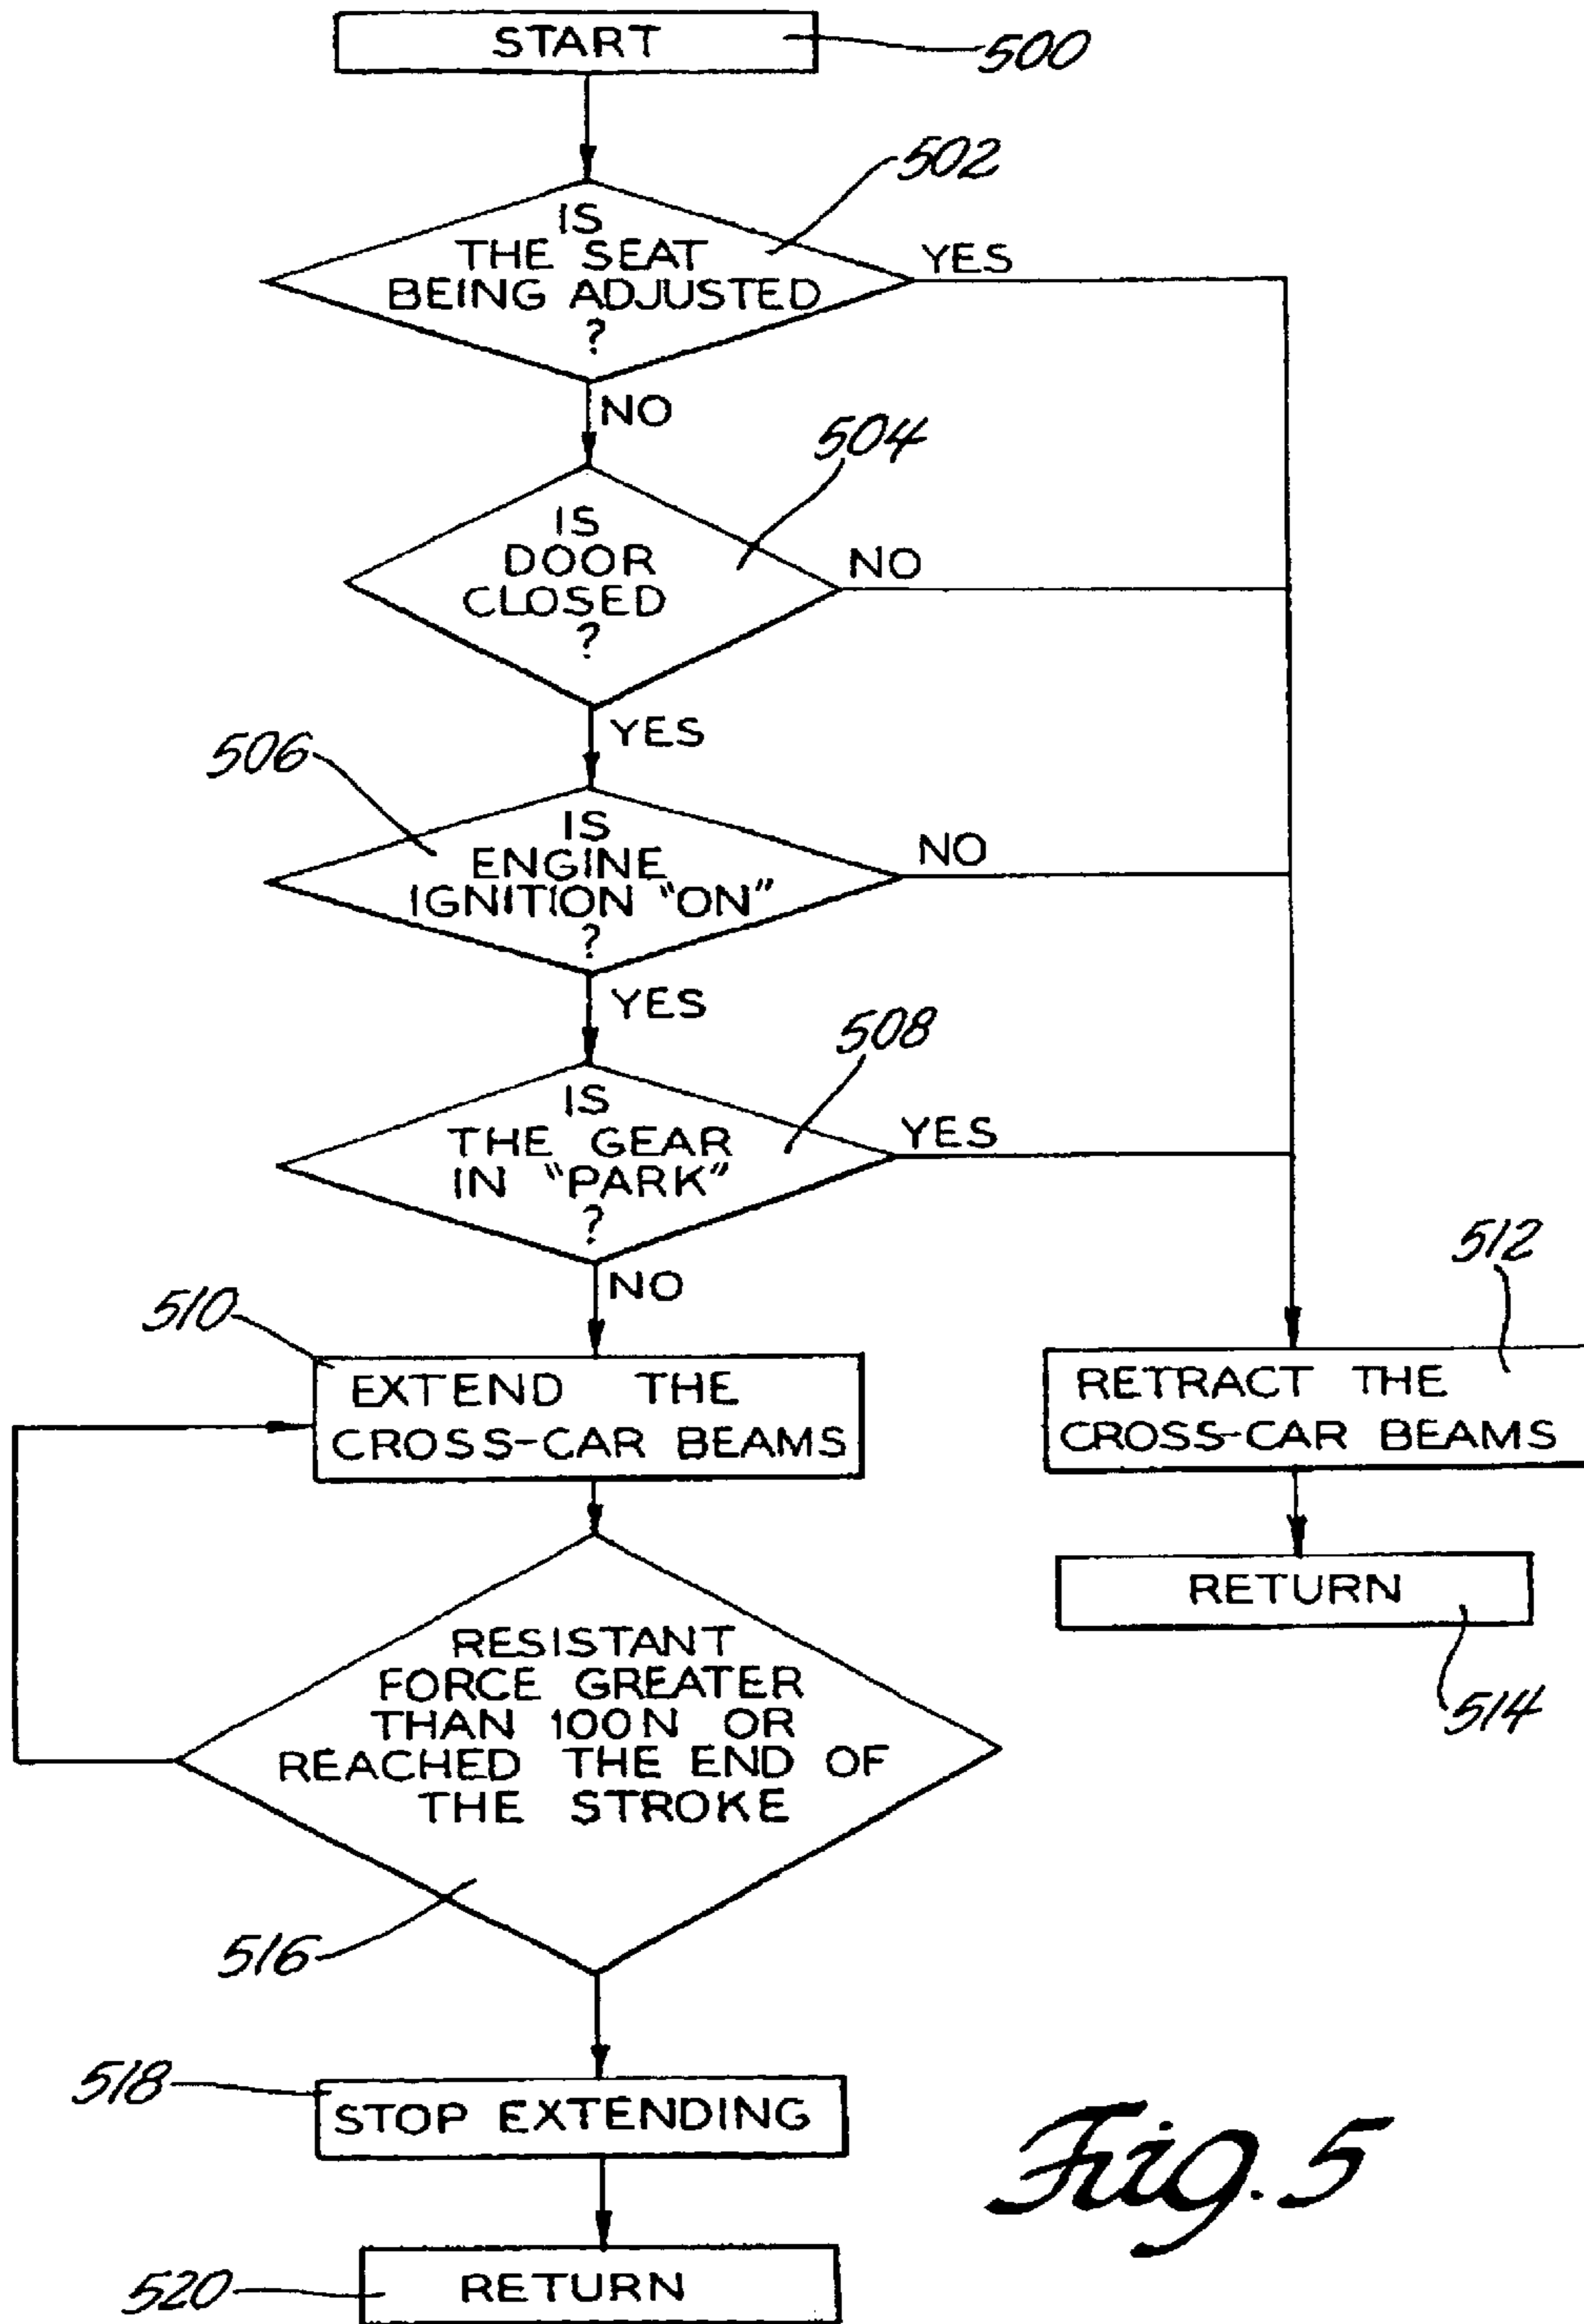 START
500
502
IS
THE SEAT
BEING ADJUSTED
?
YES
NO
504
IS
DOOR
CLOSED
?
NO
YES
506
IS
ENGINE
IGNITION "ON"
?
NO
YES
508
IS
THE GEAR
IN "PARK"
?
YES
NO
510
EXTEND THE
CROSS-CAR BEAMS
512
RETRACT THE
CROSS-CAR BEAMS
RETURN
514
RESISTANT
FORCE GREATER
THAN 100N OR
REACHED THE END OF
THE STROKE
516
518
STOP EXTENDING
520
RETURN
Fig. 5